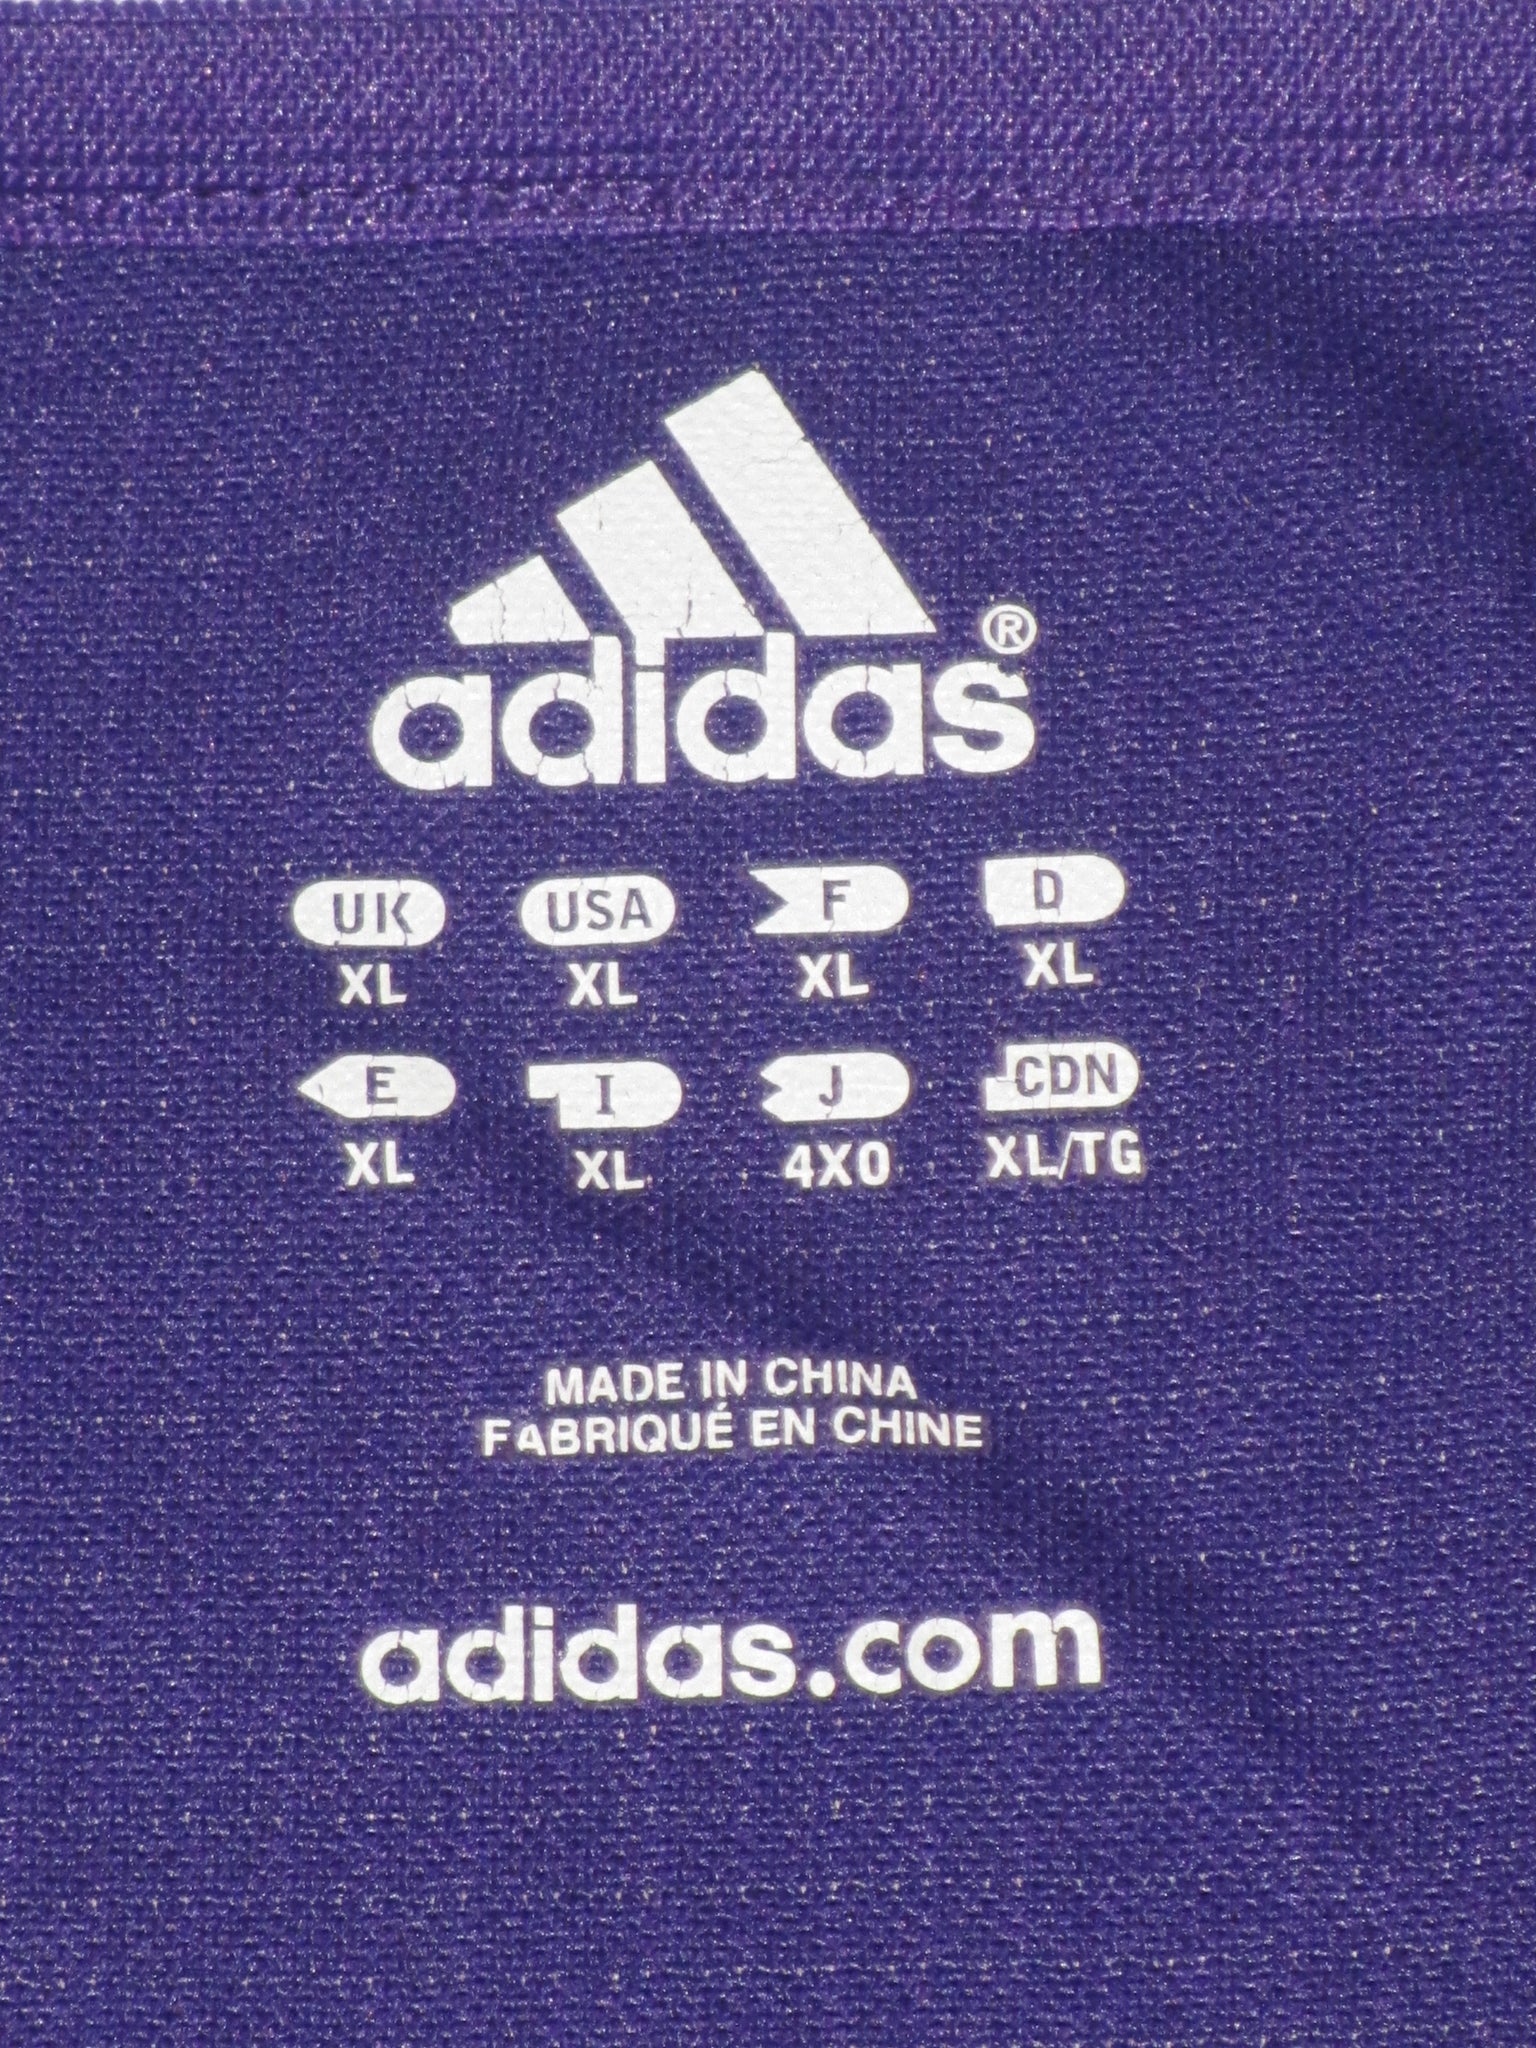 adidas®
UK USA F D
XL XL XL XL
E I J CDN
XL XL 4XO XL/TG
MADE IN CHINA
FABRIQUÉ EN CHINE
adidas.com